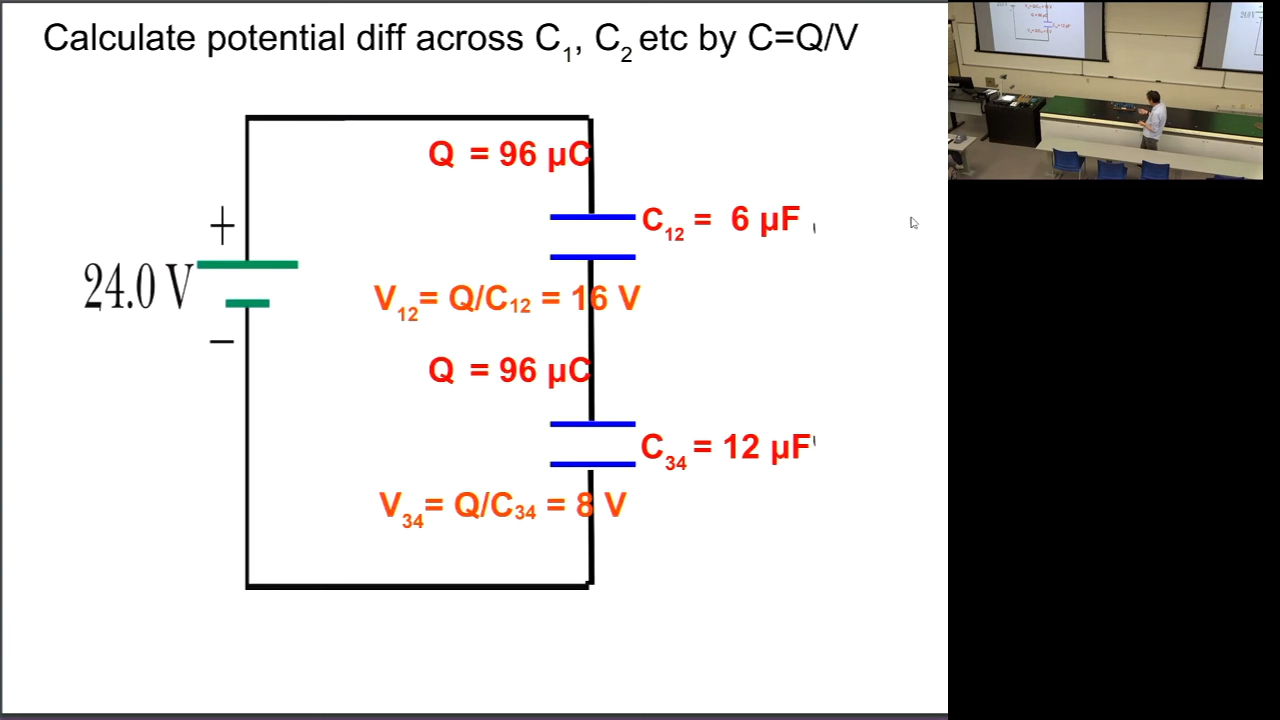 Calculate potential diff across C₁, C₂ etc by C=Q/V
Q = 96 μC
+
C₁₂ = 6 μF
24.0 V
V₁₂= Q/C₁₂ = 16 V
−
Q = 96 μC
C₃₄ = 12 μF
V₃₄= Q/C₃₄ = 8 V